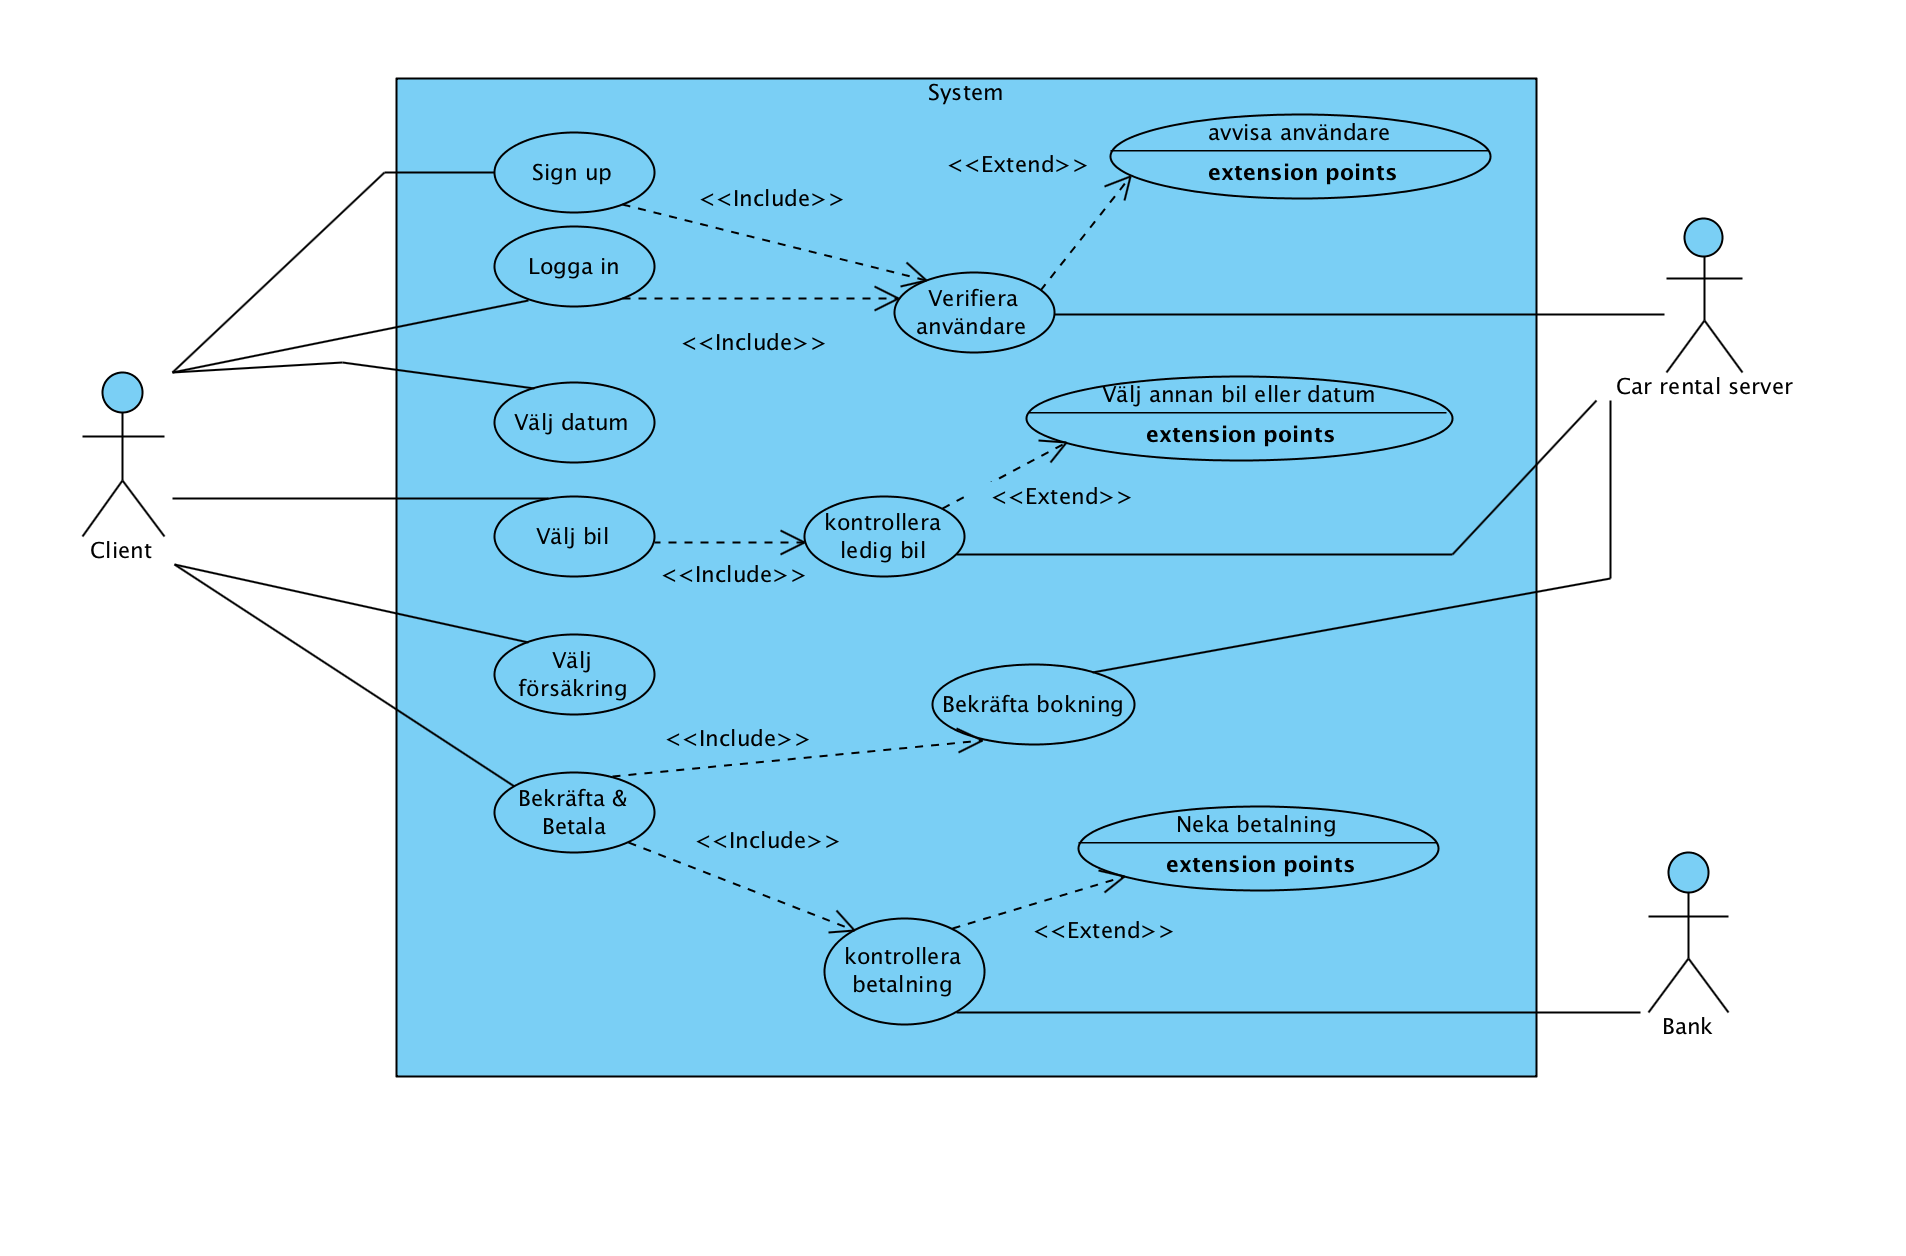 System
avvisa användare
extension points
<<Extend>>
Sign up
<<Include>>
Logga in
Verifiera
användare
<<Include>>
Car rental server
Välj annan bil eller datum
extension points
Välj datum
<<Extend>>
kontrollera
ledig bil
Välj bil
<<Include>>
Client
Välj
försäkring
Bekräfta bokning
<<Include>>
Bekräfta &
Betala
<<Include>>
Neka betalning
extension points
<<Extend>>
kontrollera
betalning
Bank